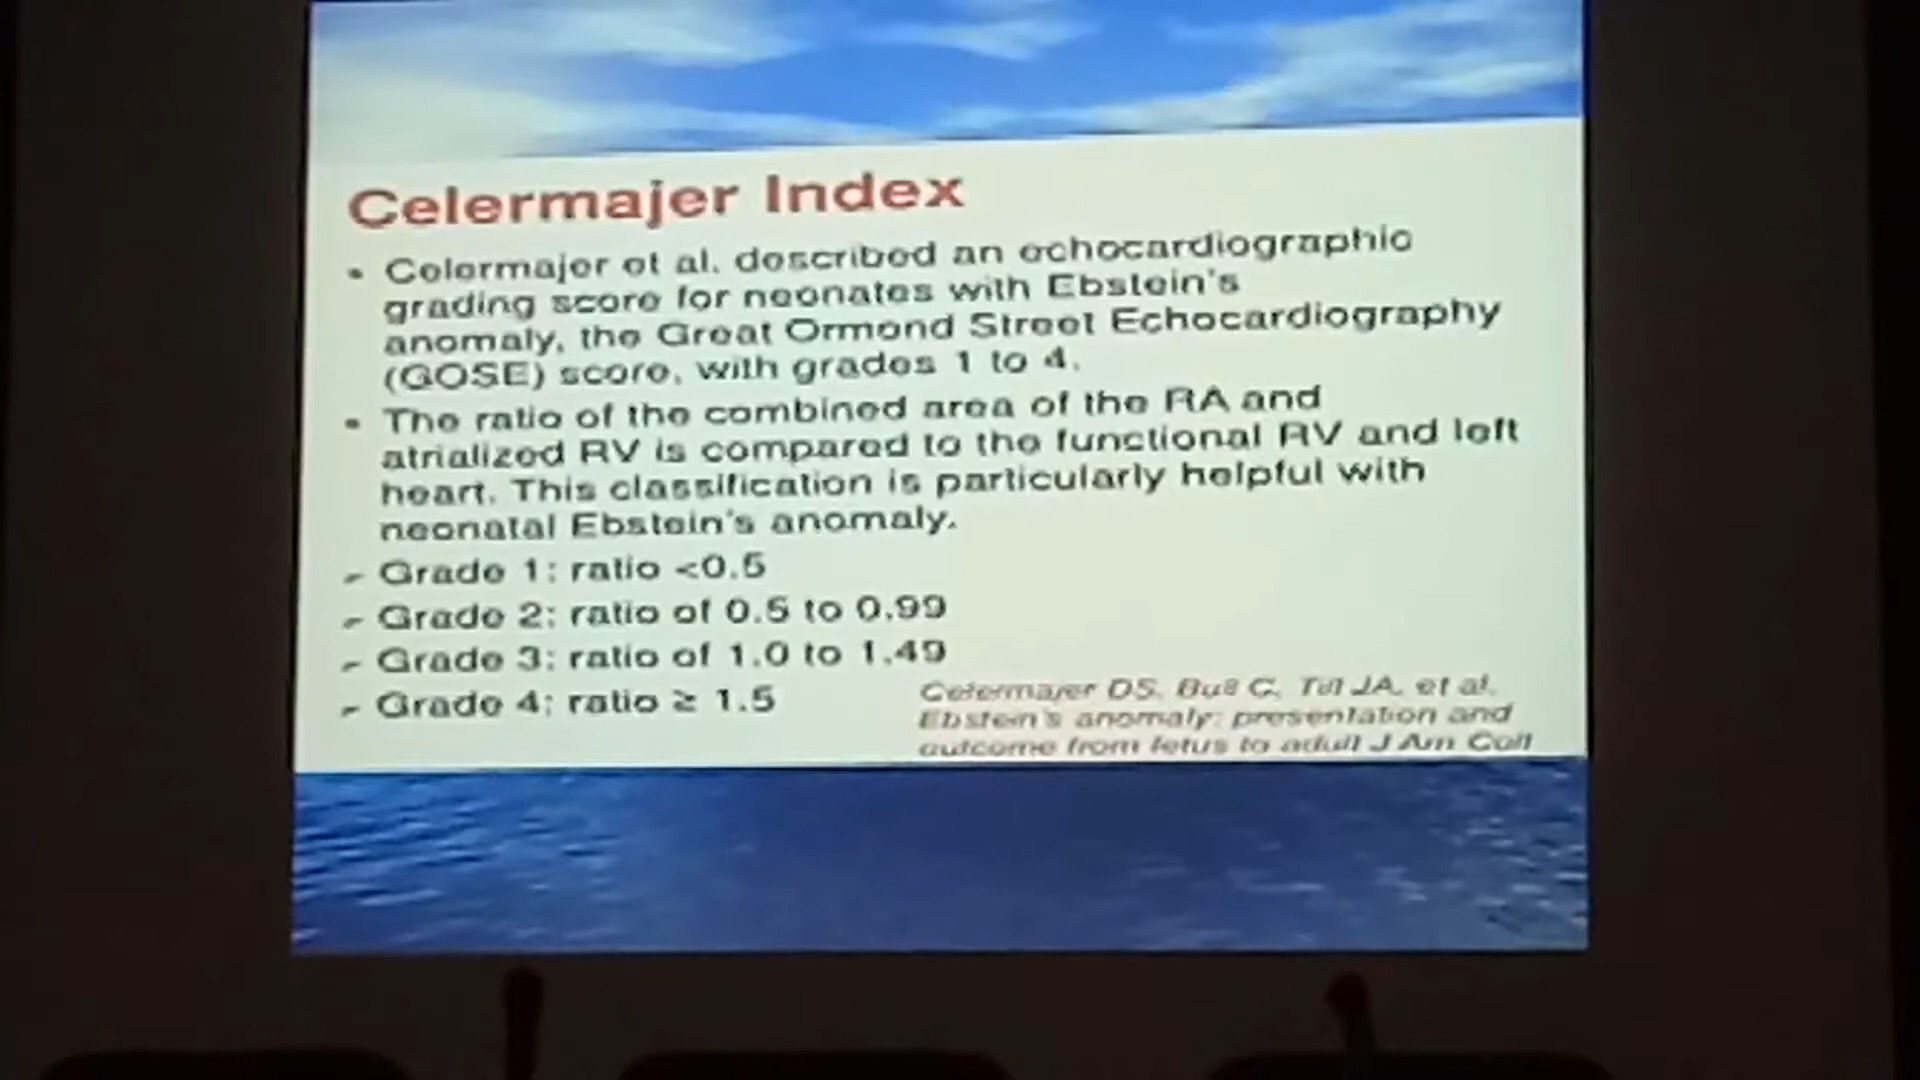 Celermajer Index
• Celermajer et al. described an echocardiographic
grading score for neonates with Ebstein's
anomaly, the Great Ormond Street Echocardiography
(GOSE) score, with grades 1 to 4.
• The ratio of the combined area of the RA and
atrialized RV is compared to the functional RV and left
heart. This classification is particularly helpful with
neonatal Ebstein's anomaly.
Grade 1: ratio <0.5
Grade 2: ratio of 0.5 to 0.99
Grade 3: ratio of 1.0 to 1.49
Grade 4: ratio ≥ 1.5
Celermajer DS, Bull C, Till JA, et al.
Ebstein's anomaly: presentation and
outcome from fetus to adult J Am Coll